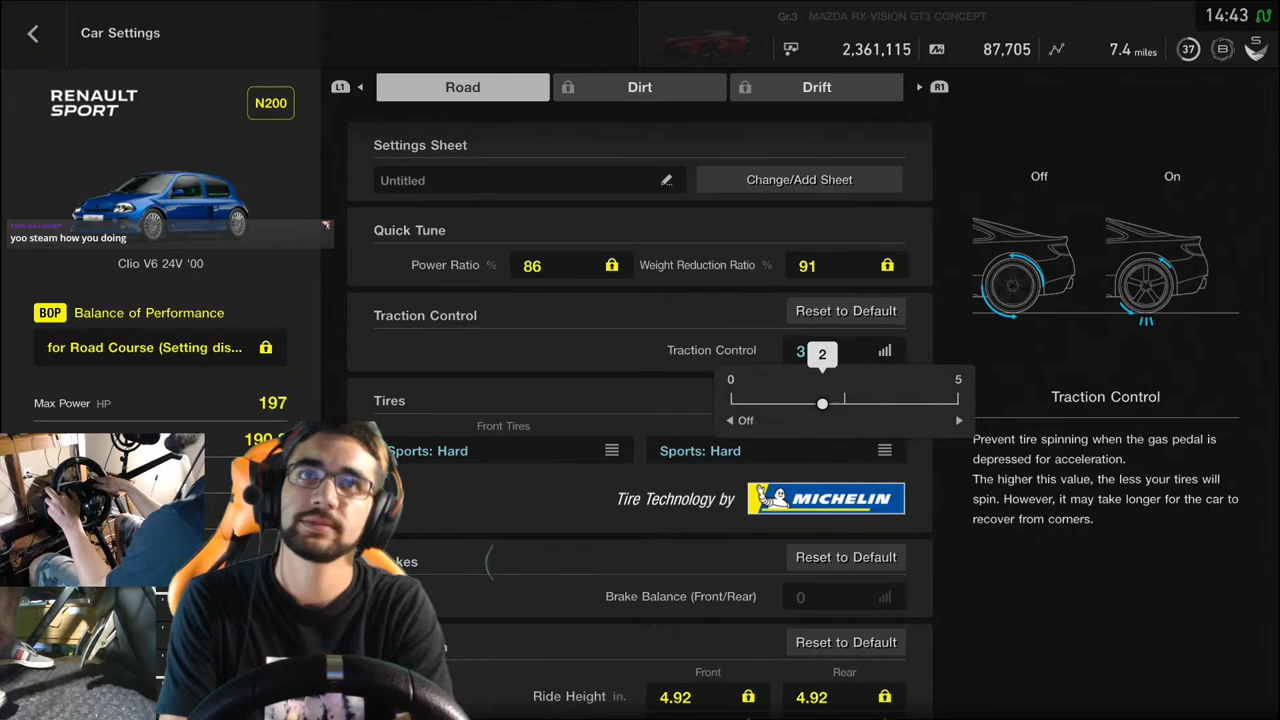 Car Settings
Gr.3 MAZDA RX-VISION GT3 CONCEPT
14:43
2,361,115
87,705
7.4 miles
37
B
S
RENAULT
SPORT
N200
L1
Road
Dirt
Drift
R1
Settings Sheet
Untitled
Change/Add Sheet
yoo steam how you doing
Clio V6 24V '00
Quick Tune
Power Ratio %
86
Weight Reduction Ratio %
91
BOP Balance of Performance
for Road Course (Setting dis...
Max Power HP
197
Traction Control
Reset to Default
Traction Control
3
2
0
5
Off
Tires
Front Tires
Sports: Hard
Sports: Hard
Tire Technology by
MICHELIN
Reset to Default
Brake Balance (Front/Rear)
0
Reset to Default
Front
Rear
Ride Height in.
4.92
4.92
Off
On
Traction Control
Prevent tire spinning when the gas pedal is
depressed for acceleration.
The higher this value, the less your tires will
spin. However, it may take longer for the car to
recover from corners.